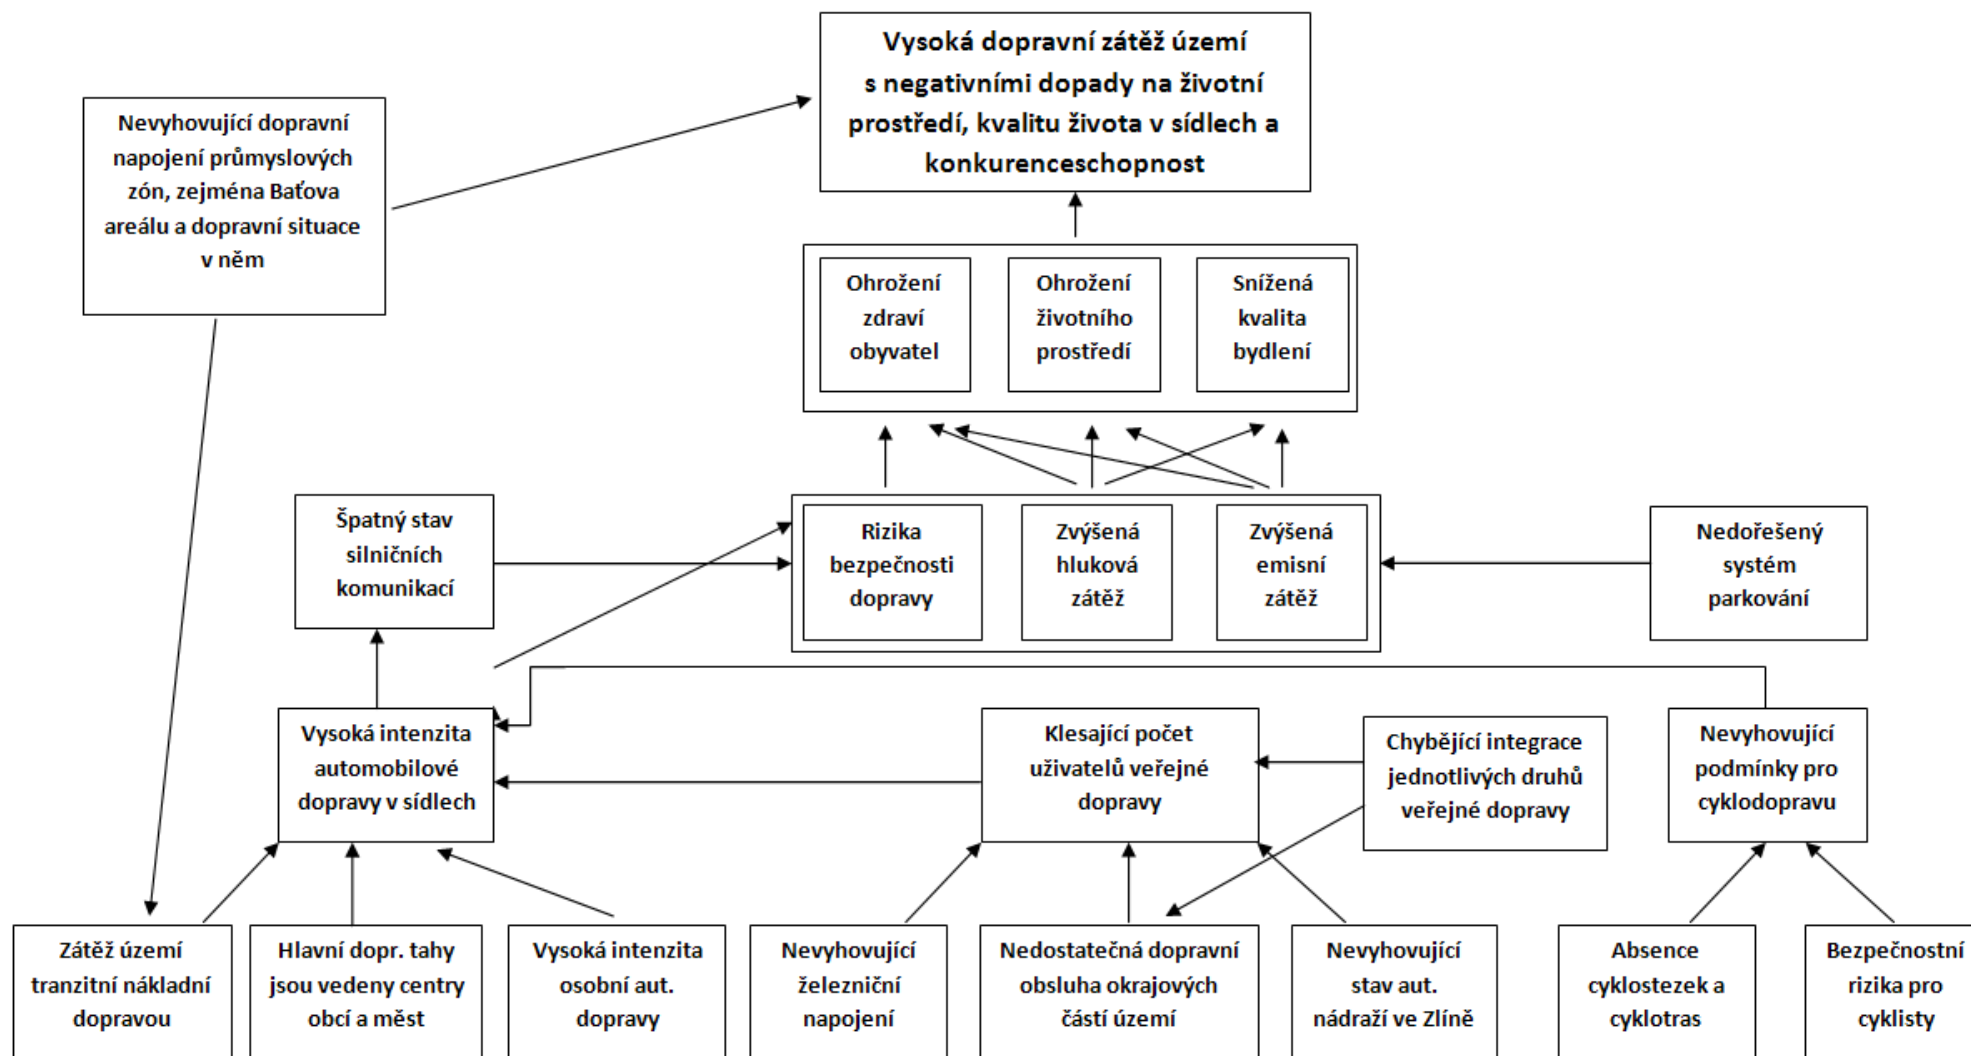 Vysoká dopravní zátěž území
s negativními dopady na životní
prostředí, kvalitu života v sídlech a
konkurenceschopnost
Nevyhovující dopravní
napojení průmyslových
zón, zejména Baťova
areálu a dopravní situace
v něm
Ohrožení
zdraví
obyvatel
Ohrožení
životního
prostředí
Snížená
kvalita
bydlení
Špatný stav
silničních
komunikací
Rizika
bezpečnosti
dopravy
Zvýšená
hluková
zátěž
Zvýšená
emisní
zátěž
Nedořešený
systém
parkování
Vysoká intenzita
automobilové
dopravy v sídlech
Klesající počet
uživatelů veřejné
dopravy
Chybějící integrace
jednotlivých druhů
veřejné dopravy
Nevyhovující
podmínky pro
cyklodopravu
Zátěž území
tranzitní nákladní
dopravou
Hlavní dopr. tahy
jsou vedeny centry
obcí a měst
Vysoká intenzita
osobní aut.
dopravy
Nevyhovující
železniční
napojení
Nedostatečná dopravní
obsluha okrajových
částí území
Nevyhovující
stav aut.
nádraží ve Zlíně
Absence
cyklostezek a
cyklotras
Bezpečnostní
rizika pro
cyklisty